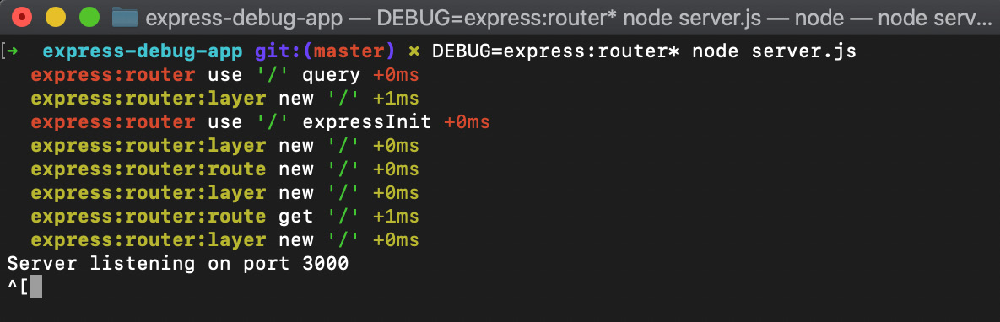 express-debug-app — DEBUG=express:router* node server.js — node — node serv...
[➜ express-debug-app git:(master) ✗ DEBUG=express:router* node server.js
express:router use '/' query +0ms
express:router:layer new '/' +1ms
express:router use '/' expressInit +0ms
express:router:layer new '/' +0ms
express:router:route new '/' +0ms
express:router:layer new '/' +0ms
express:router:route get '/' +1ms
express:router:layer new '/' +0ms
Server listening on port 3000
^[